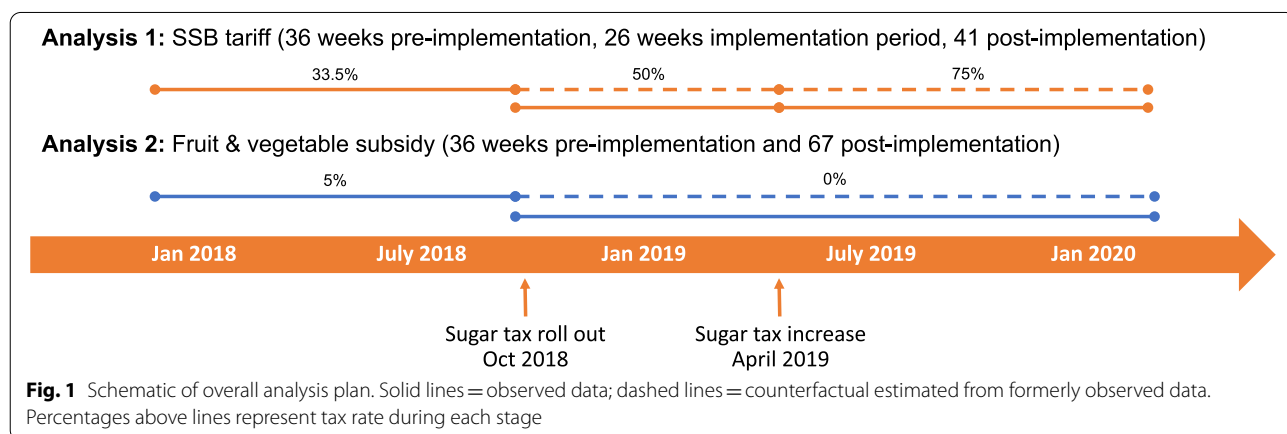 Analysis 1: SSB tariff (36 weeks pre-implementation, 26 weeks implementation period, 41 post-implementation)
33.5% 50% 75%
Analysis 2: Fruit & vegetable subsidy (36 weeks pre-implementation and 67 post-implementation)
5% 0%
Jan 2018 July 2018 Jan 2019 July 2019 Jan 2020
Sugar tax roll out Sugar tax increase
Oct 2018 April 2019
Fig. 1 Schematic of overall analysis plan. Solid lines = observed data; dashed lines = counterfactual estimated from formerly observed data.
Percentages above lines represent tax rate during each stage